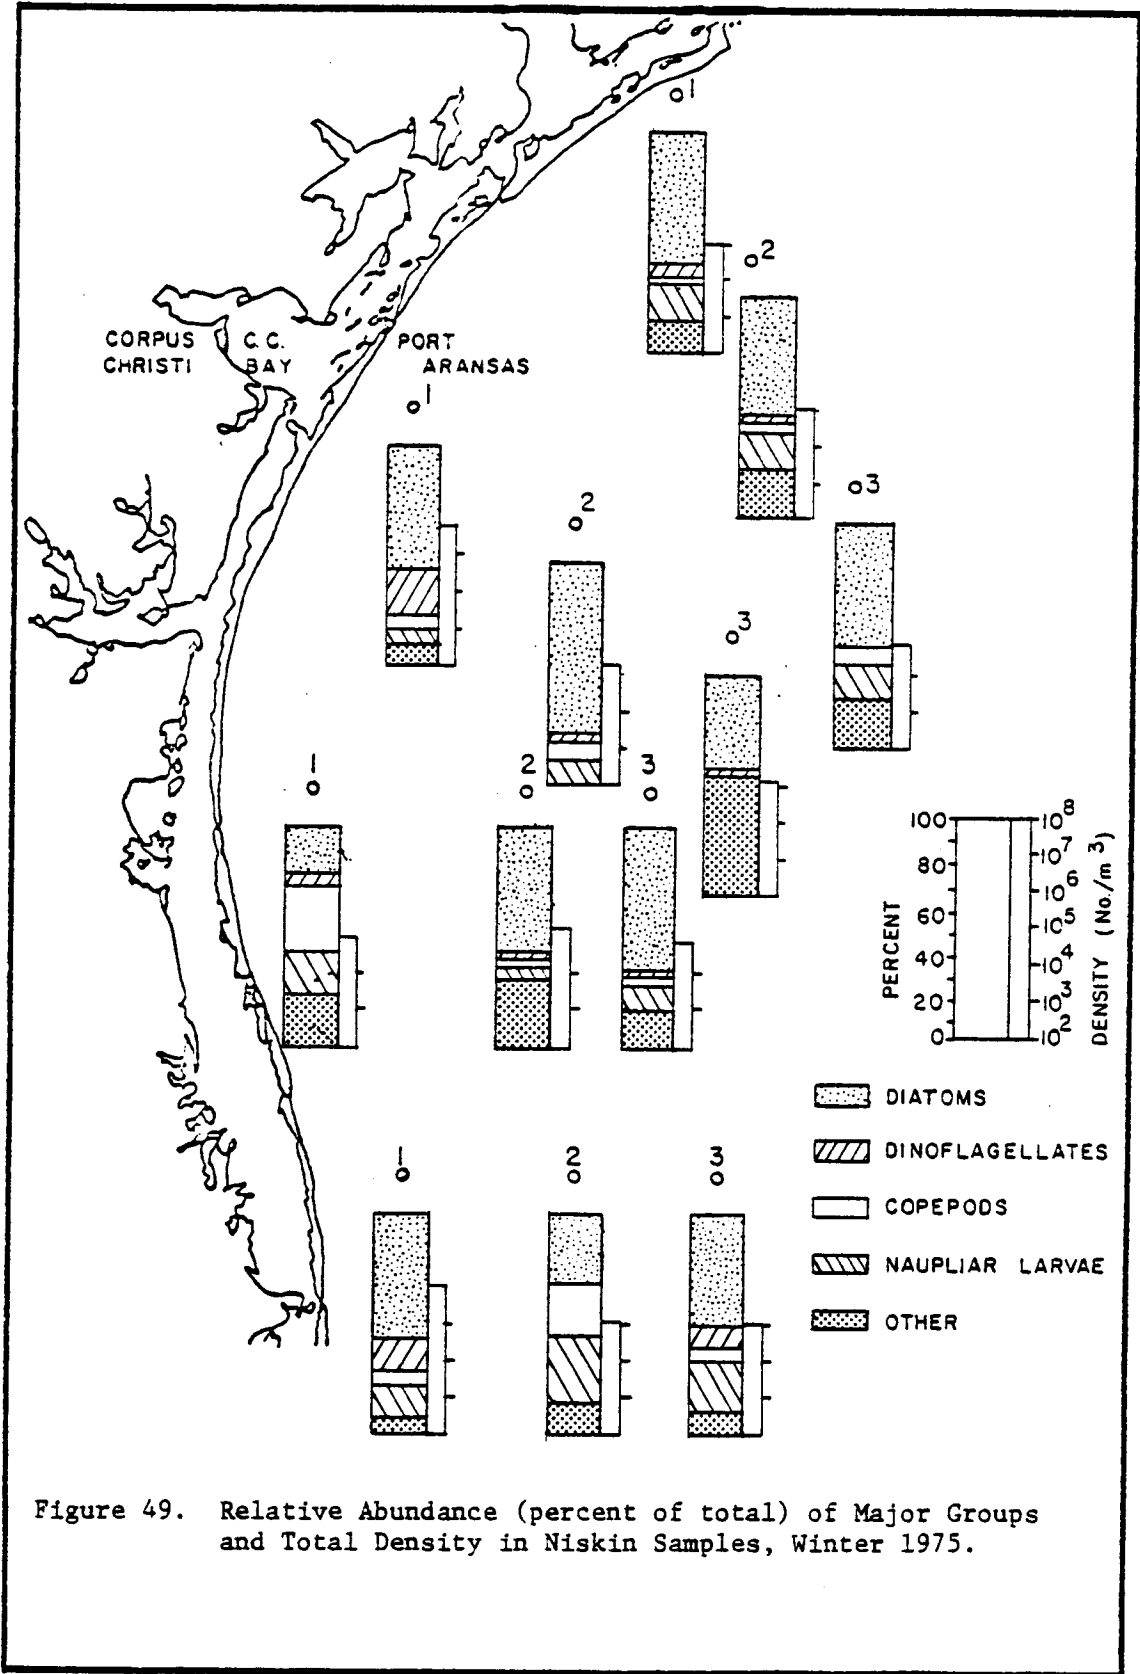 1
2
CORPUS CHRISTI
C.C. BAY
PORT ARANSAS
1
2
3
3
1
2
3
100
80
60
40
20
0
PERCENT
10^8
10^7
10^6
10^5
10^4
10^3
10^2
DENSITY (No./m^3)
DIATOMS
DINOFLAGELLATES
COPEPODS
NAUPLIAR LARVAE
OTHER
1
2
3
Figure 49. Relative Abundance (percent of total) of Major Groups
and Total Density in Niskin Samples, Winter 1975.